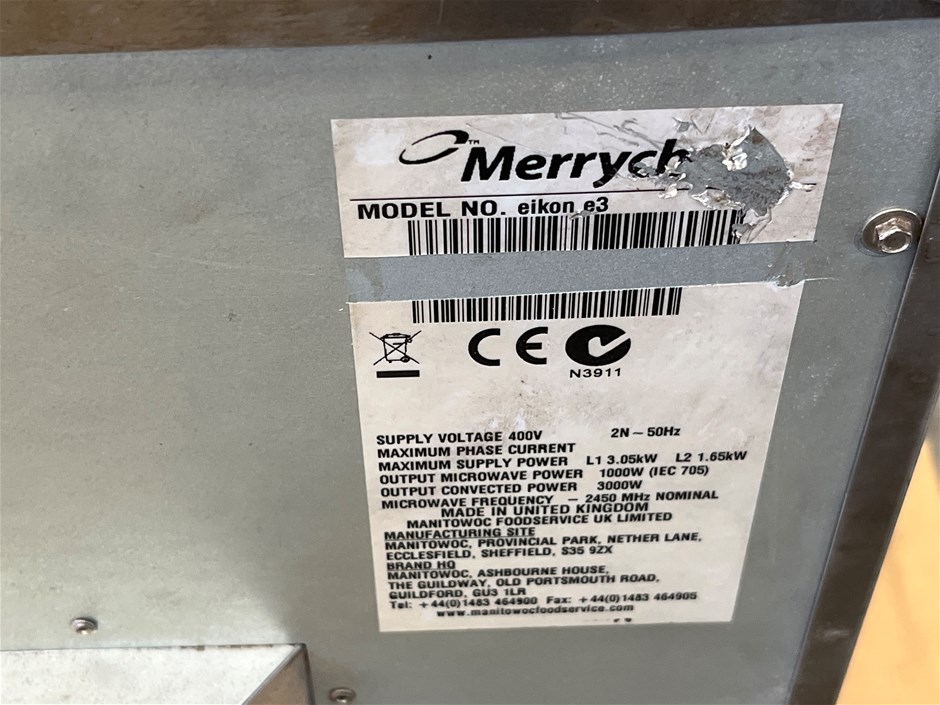 ™
Merrych
MODEL NO. eikon e3
CE
N3911
SUPPLY VOLTAGE 400V 2N ~ 50Hz
MAXIMUM PHASE CURRENT
MAXIMUM SUPPLY POWER L1 3.05kW L2 1.65kW
OUTPUT MICROWAVE POWER 1000W (IEC 705)
OUTPUT CONVECTED POWER 3000W
MICROWAVE FREQUENCY – 2450 MHz NOMINAL
MADE IN UNITED KINGDOM
MANITOWOC FOODSERVICE UK LIMITED
MANUFACTURING SITE
MANITOWOC, PROVINCIAL PARK, NETHER LANE,
ECCLESFIELD, SHEFFIELD, S35 9ZX
BRAND HQ
MANITOWOC, ASHBOURNE HOUSE,
THE GUILDWAY, OLD PORTSMOUTH ROAD,
GUILDFORD, GU3 1LR
Tel: +44(0)1483 464900 Fax: +44(0)1483 464905
www.manitowocfoodservice.com